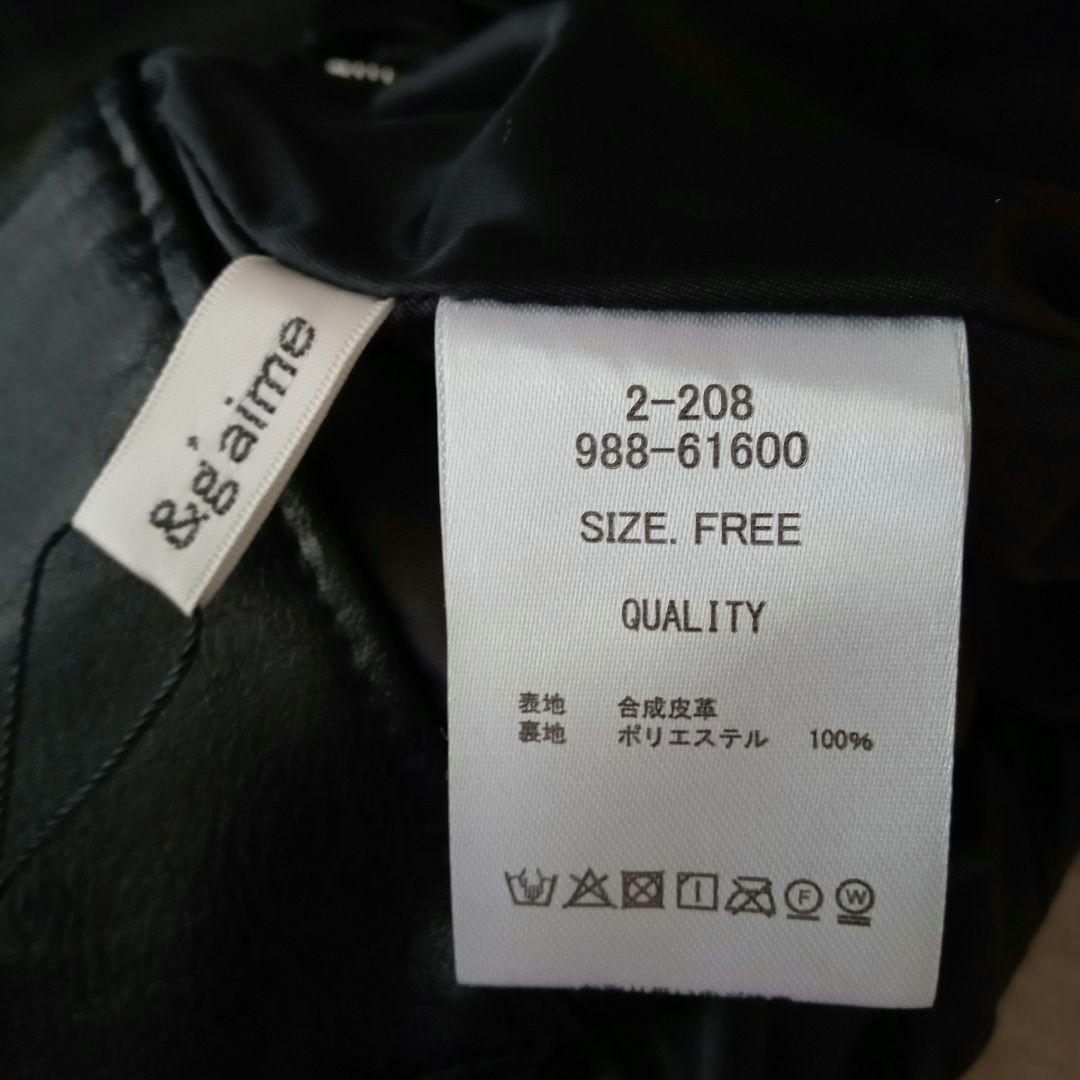 &g'aime
2-208
988-61600
SIZE. FREE
QUALITY
表地 合成皮革
裏地 ポリエステル 100%
F W